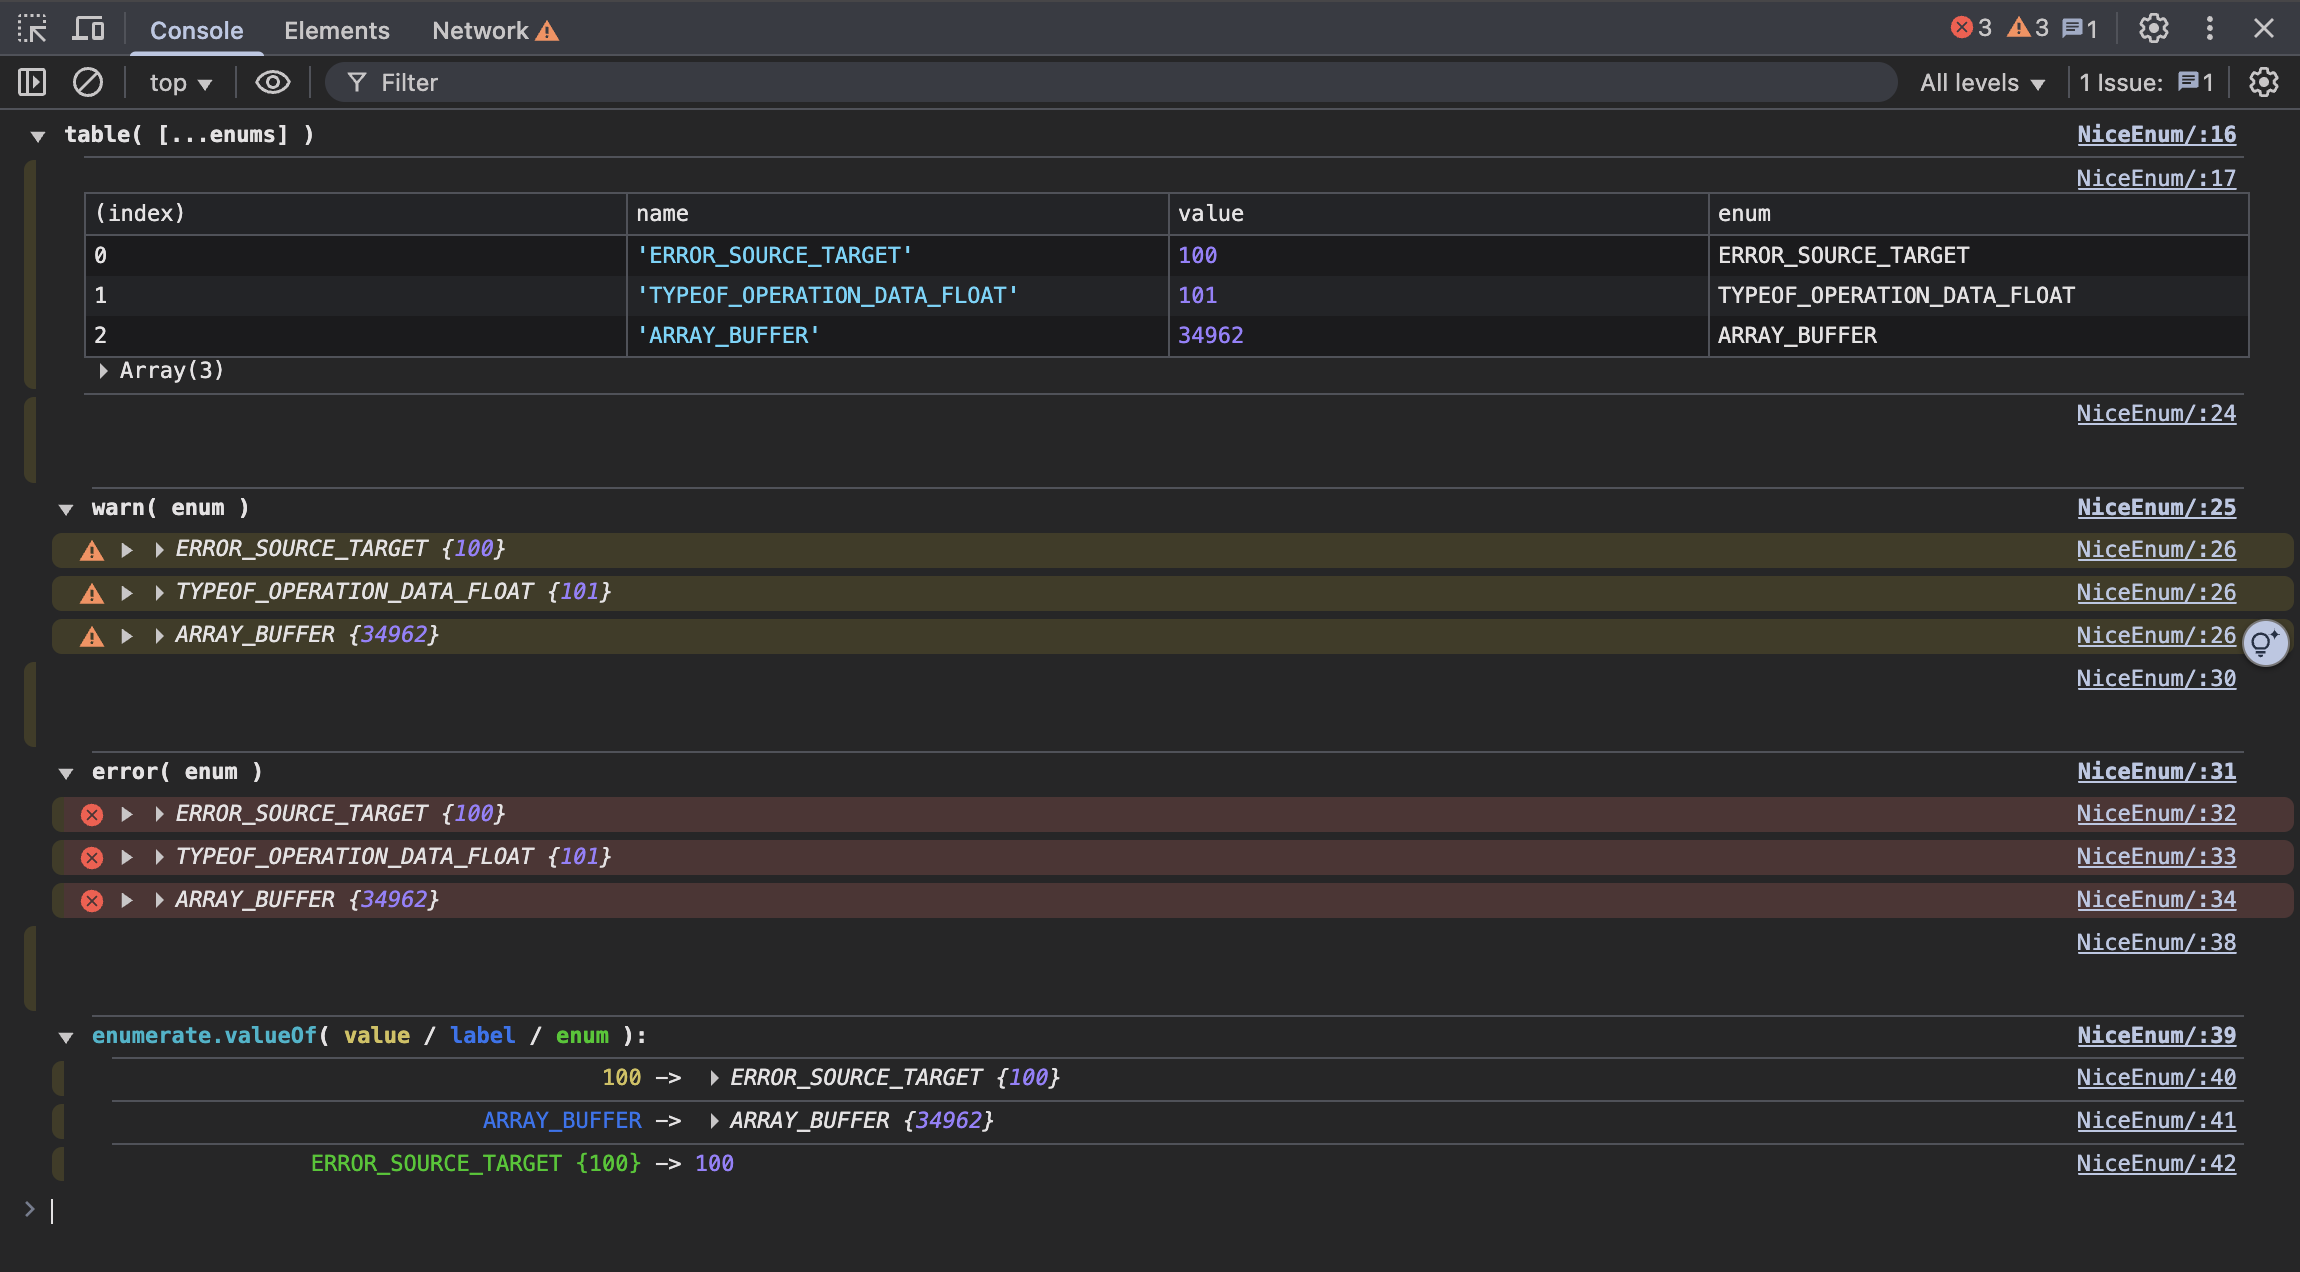 Console Elements Network 3 3 1
top Filter All levels 1 Issue: 1
table( [...enums] ) NiceEnum/:16
NiceEnum/:17
(index) name value enum
0 'ERROR_SOURCE_TARGET' 100 ERROR_SOURCE_TARGET
1 'TYPEOF_OPERATION_DATA_FLOAT' 101 TYPEOF_OPERATION_DATA_FLOAT
2 'ARRAY_BUFFER' 34962 ARRAY_BUFFER
Array(3)
NiceEnum/:24
warn( enum ) NiceEnum/:25
ERROR_SOURCE_TARGET {100} NiceEnum/:26
TYPEOF_OPERATION_DATA_FLOAT {101} NiceEnum/:26
ARRAY_BUFFER {34962} NiceEnum/:26
NiceEnum/:30
error( enum ) NiceEnum/:31
ERROR_SOURCE_TARGET {100} NiceEnum/:32
TYPEOF_OPERATION_DATA_FLOAT {101} NiceEnum/:33
ARRAY_BUFFER {34962} NiceEnum/:34
NiceEnum/:38
enumerate.valueOf( value / label / enum ): NiceEnum/:39
100 -> ERROR_SOURCE_TARGET {100} NiceEnum/:40
ARRAY_BUFFER -> ARRAY_BUFFER {34962} NiceEnum/:41
ERROR_SOURCE_TARGET {100} -> 100 NiceEnum/:42